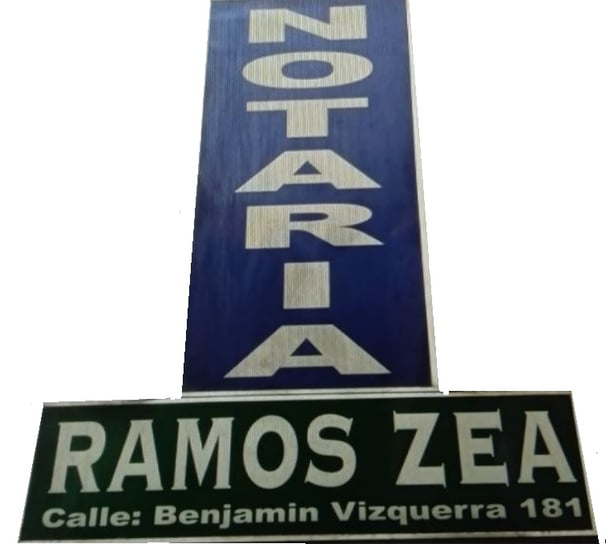 NOTARIA
RAMOS ZEA
Calle: Benjamin Vizquerra 181